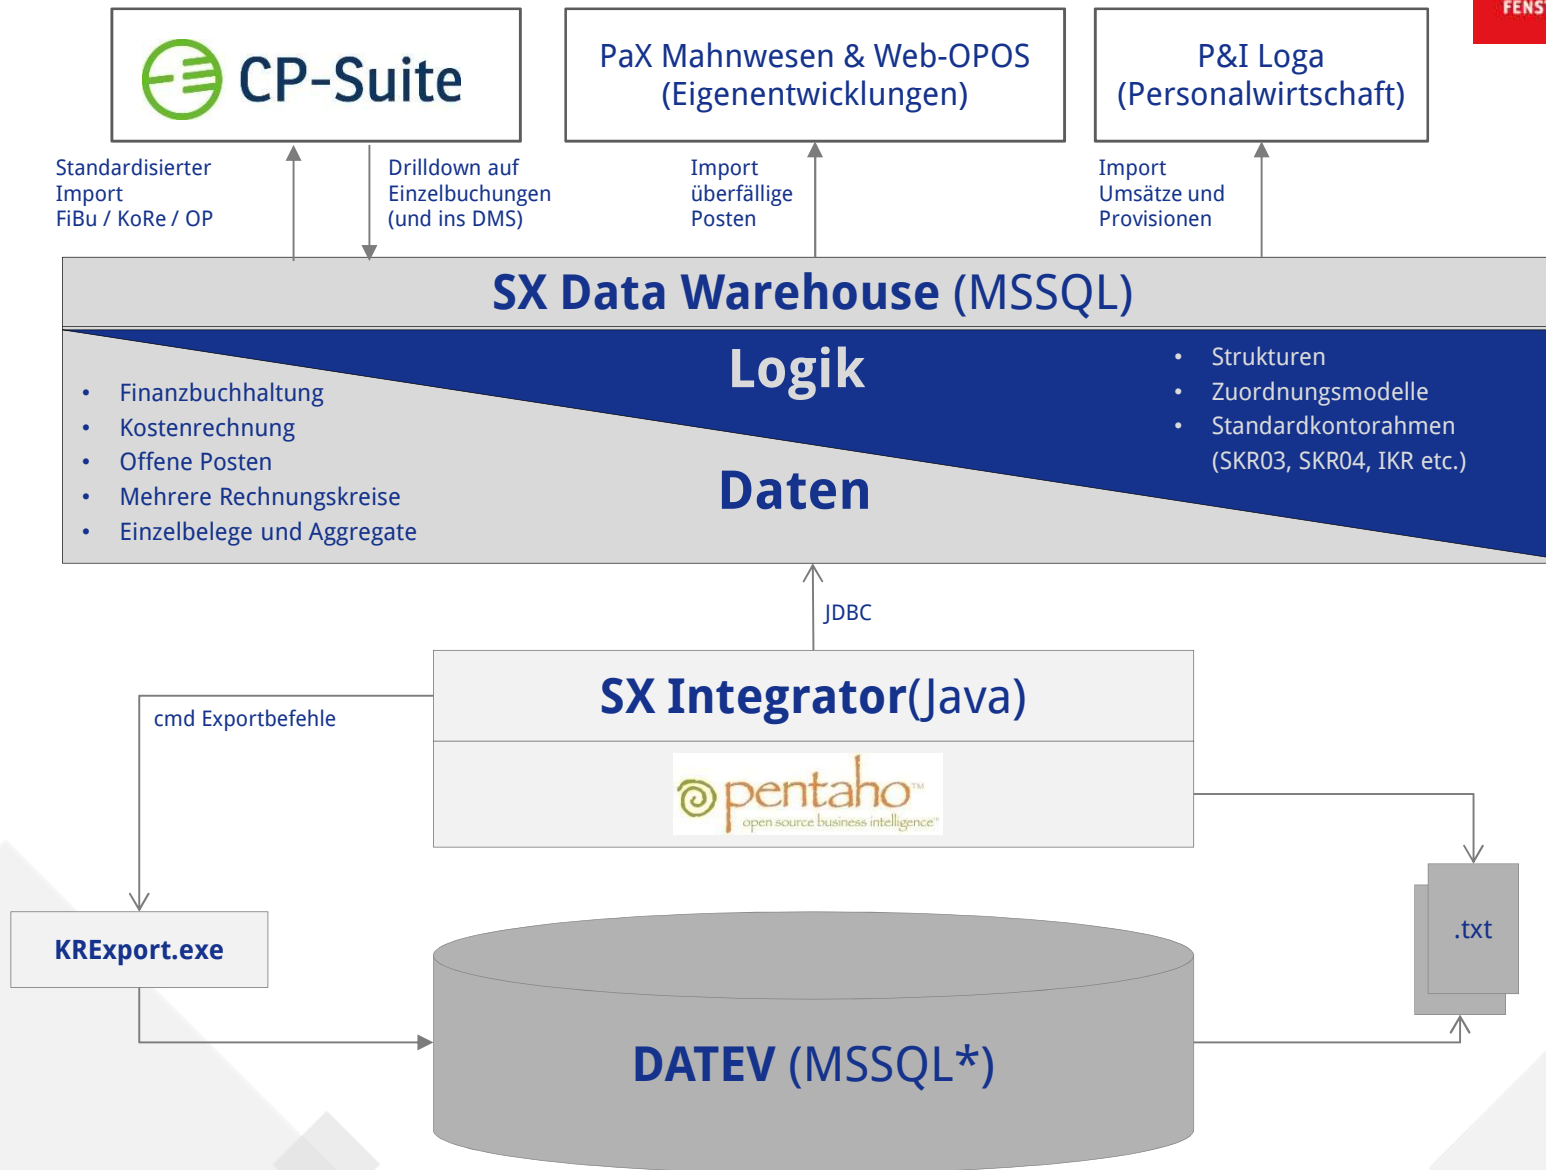 FENS
CP-Suite
PaX Mahnwesen & Web-OPOS
(Eigenentwicklungen)
P&I Loga
(Personalwirtschaft)
Standardisierter
Import
FiBu / KoRe / OP
Drilldown auf
Einzelbuchungen
(und ins DMS)
Import
überfällige
Posten
Import
Umsätze und
Provisionen
SX Data Warehouse (MSSQL)
Logik
• Strukturen
• Zuordnungsmodelle
• Standardkontorahmen
(SKR03, SKR04, IKR etc.)
• Finanzbuchhaltung
• Kostenrechnung
• Offene Posten
• Mehrere Rechnungskreise
• Einzelbelege und Aggregate
Daten
JDBC
SX Integrator(Java)
cmd Exportbefehle
pentaho™
open source business intelligence™
KRExport.exe
.txt
DATEV (MSSQL*)